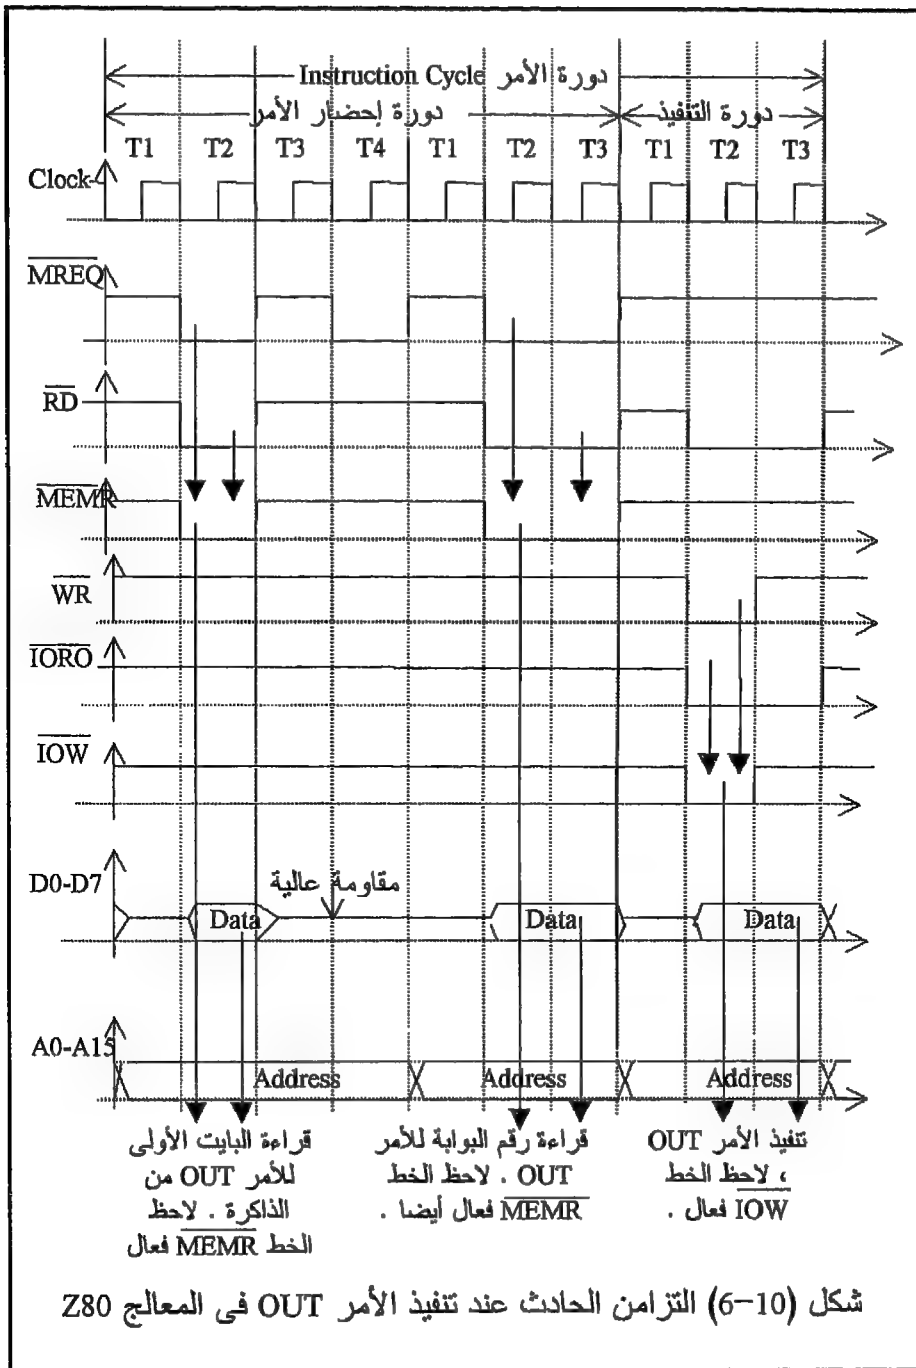 دورة الأمر Instruction Cycle
دورة إحضار الأمر دورة التنفيذ
T1 T2 T3 T4 T1 T2 T3 T1 T2 T3
Clock
MREQ
RD
MEMR
WR
IORO
IOW
D0-D7
مقاومة عالية
Data Data Data
A0-A15
Address Address Address
قراءة البايت الأولى
للأمر OUT من
الذاكرة . لاحظ
الخط MEMR فعال
قراءة رقم البوابة للأمر
OUT . لاحظ الخط
MEMR فعال أيضا .
تنفيذ الأمر OUT
، لاحظ الخط
IOW فعال .
شكل (10-6) التزامن الحادث عند تنفيذ الأمر OUT فى المعالج Z80